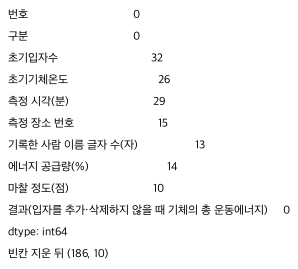 번호 0
구분 0
초기입자수 32
초기기체온도 26
측정 시각(분) 29
측정 장소 번호 15
기록한 사람 이름 글자 수(자) 13
에너지 공급량(%) 14
마찰 정도(점) 10
결과(입자를 추가·삭제하지 않을 때 기체의 총 운동에너지) 0
dtype: int64
빈칸 지운 뒤 (186, 10)